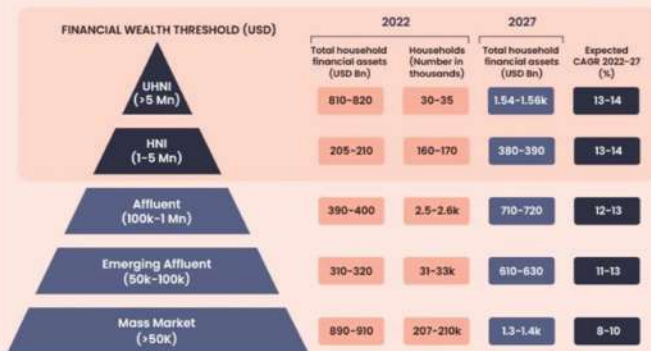 FINANCIAL WEALTH THRESHOLD (USD)
2022
2027
Total household
financial assets
(USD Bn)
Households
(Number in
thousands)
Total household
financial assets
(USD Bn)
Expected
CAGR 2022-27
(%)
UHNI
(>5 Mn)
810-820
30-35
1.54-1.56k
13-14
HNI
(1-5 Mn)
205-210
160-170
380-390
13-14
Affluent
(100k-1 Mn)
390-400
2.5-2.6k
710-720
12-13
Emerging Affluent
(50k-100k)
310-320
31-33k
610-630
11-13
Mass Market
(>50K)
890-910
207-210k
1.3-1.4k
8-10